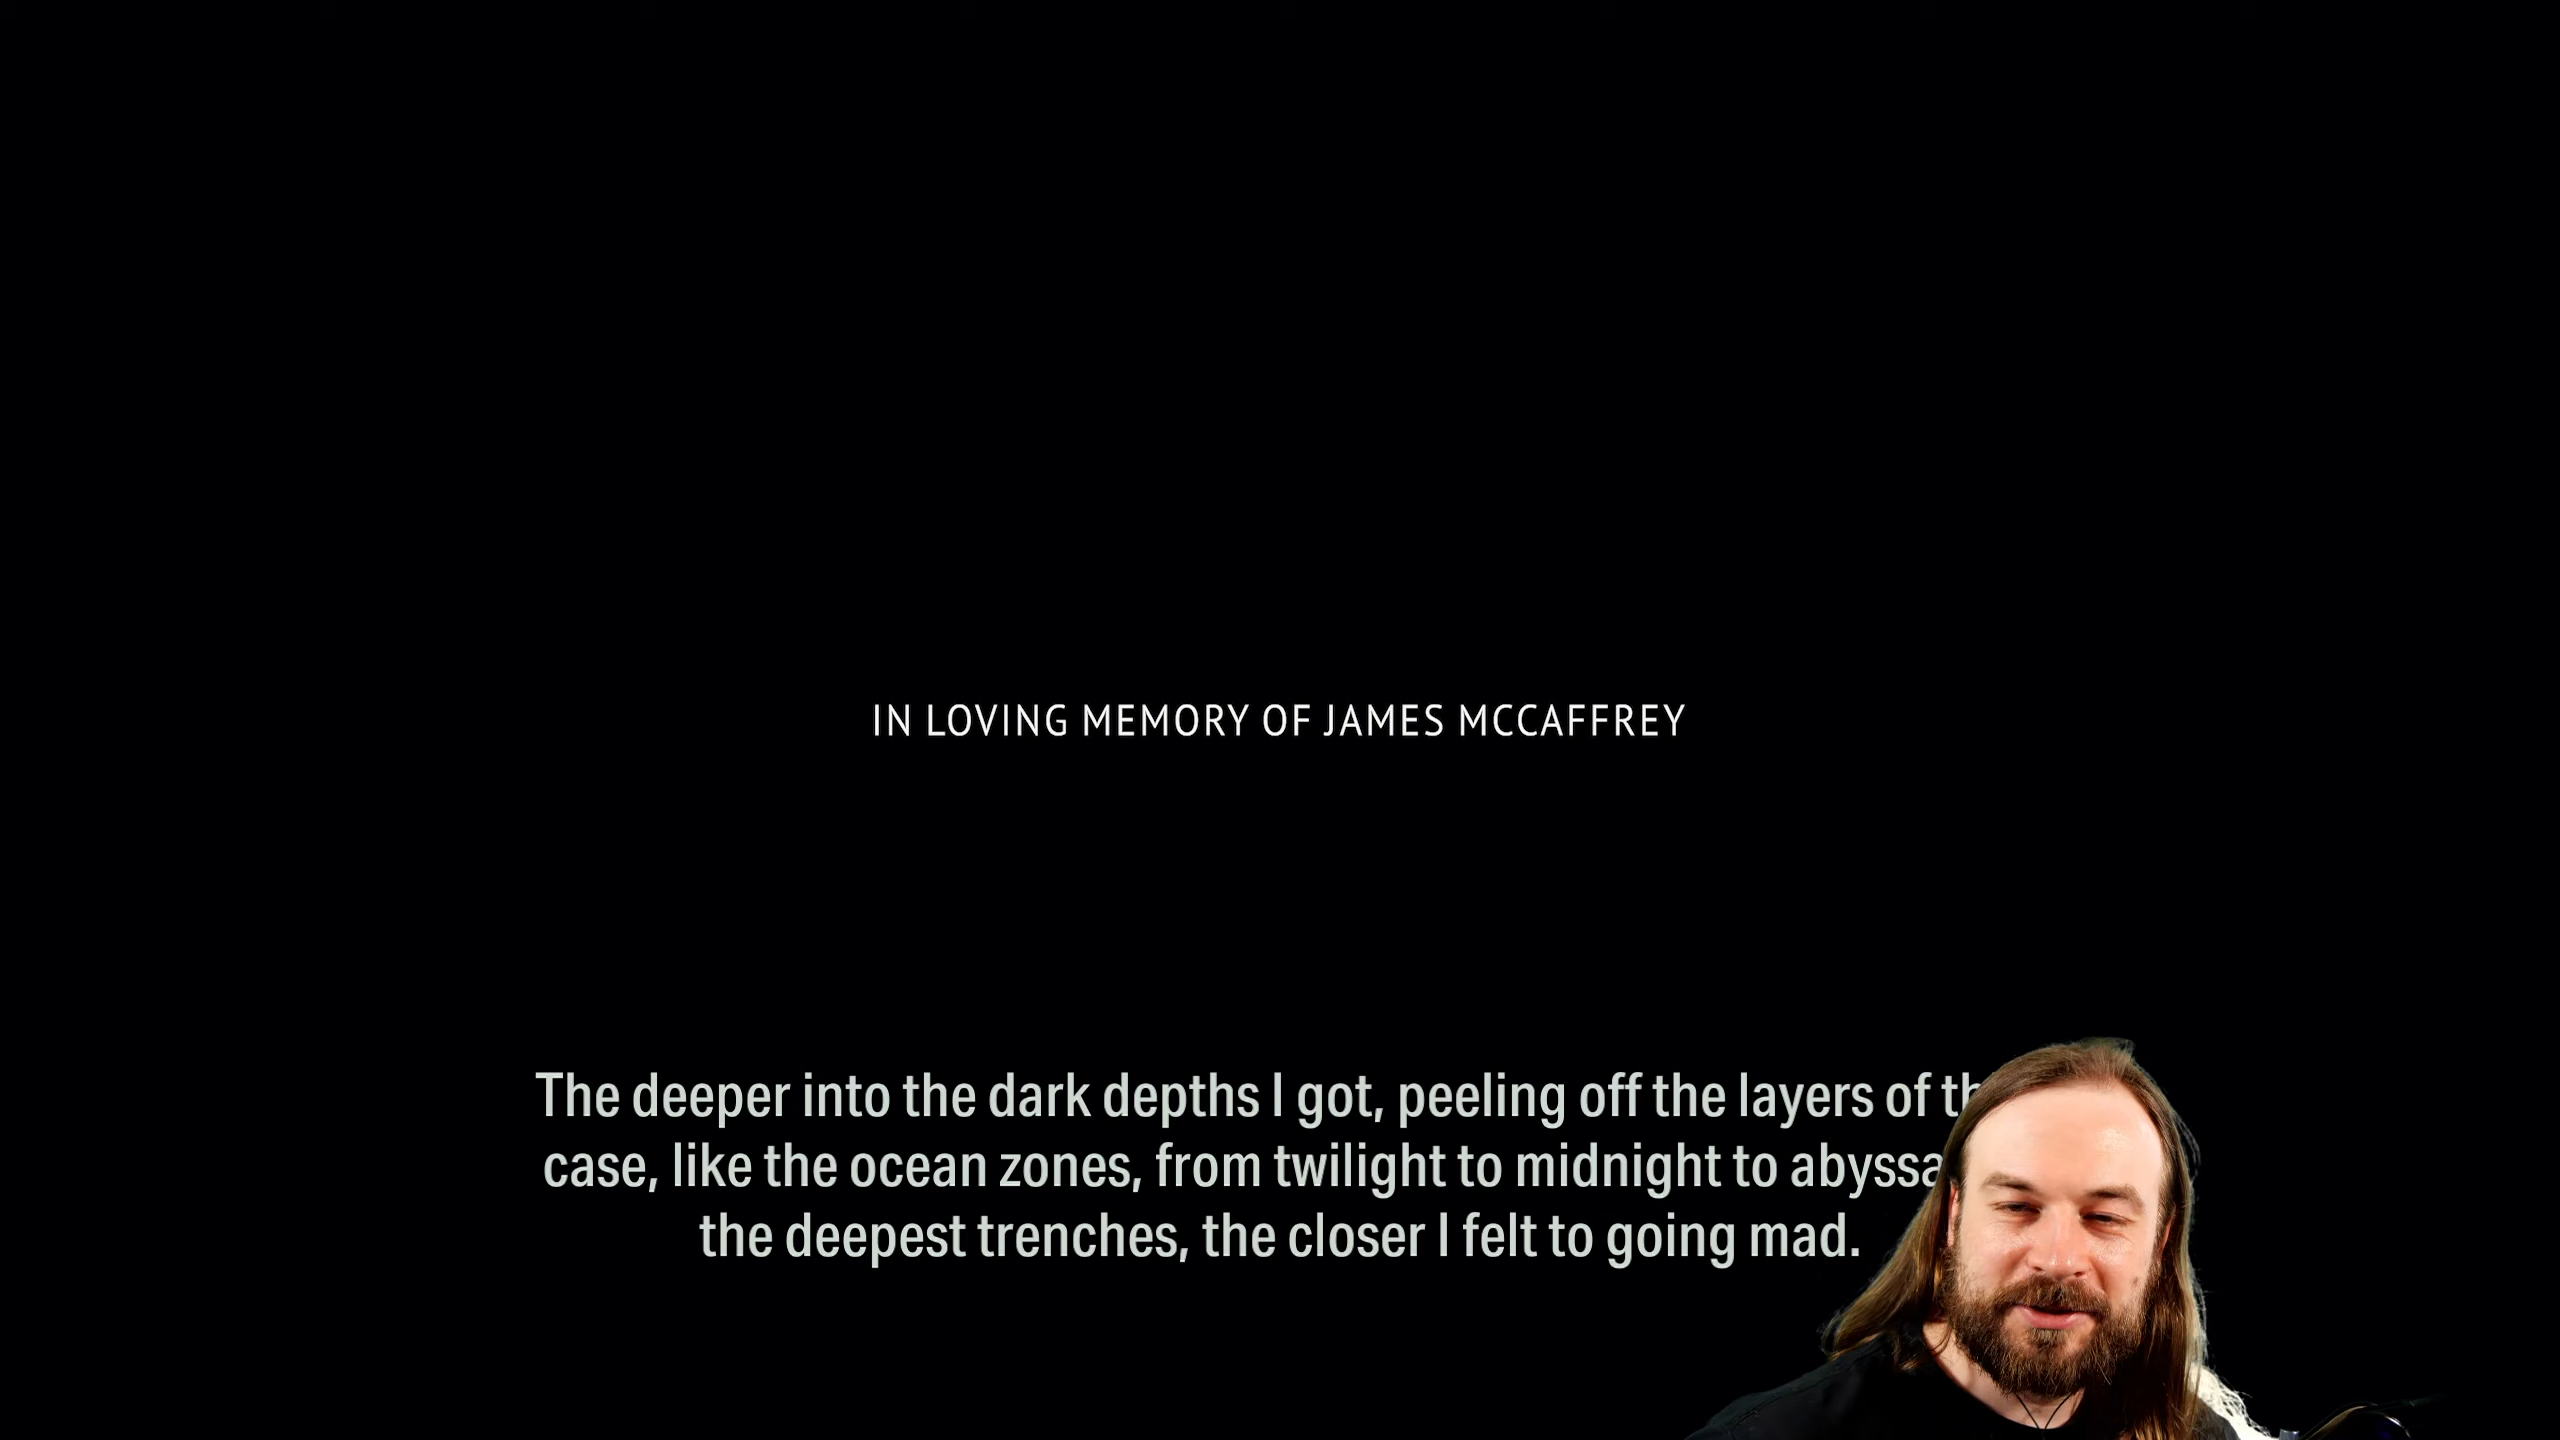 IN LOVING MEMORY OF JAMES MCCAFFREY
The deeper into the dark depths I got, peeling off the layers of
case, like the ocean zones, from twilight to midnight to
the deepest trenches, the closer I felt to going mad.